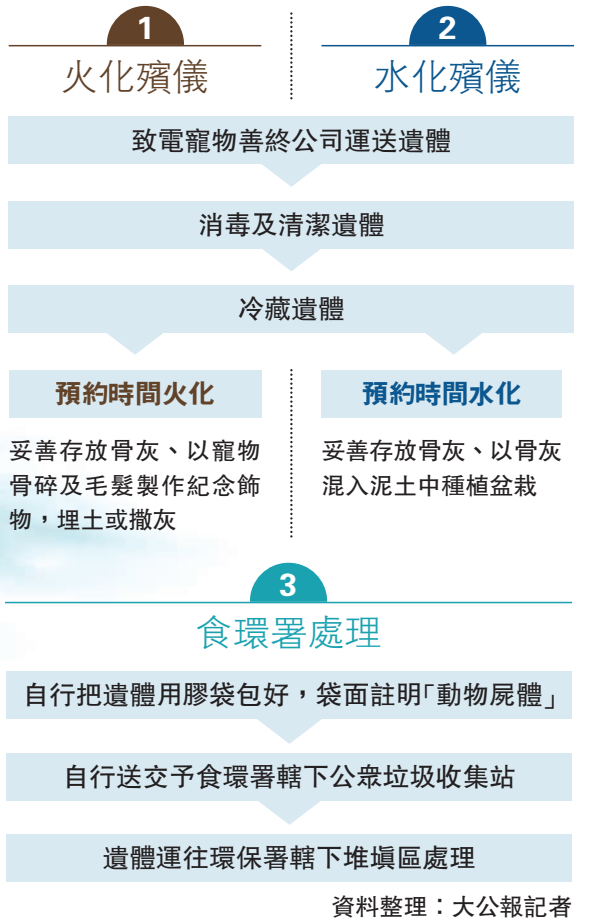 1
火化殯儀
2
水化殯儀
致電寵物善終公司運送遺體
消毒及清潔遺體
冷藏遺體
預約時間火化
妥善存放骨灰、以寵物
骨碎及毛髮製作紀念飾
物，埋土或撒灰
預約時間水化
妥善存放骨灰、以骨灰
混入泥土中種植盆栽
3
食環署處理
自行把遺體用膠袋包好，袋面註明「動物屍體」
自行送交予食環署轄下公眾垃圾收集站
遺體運往環保署轄下堆填區處理
資料整理：大公報記者